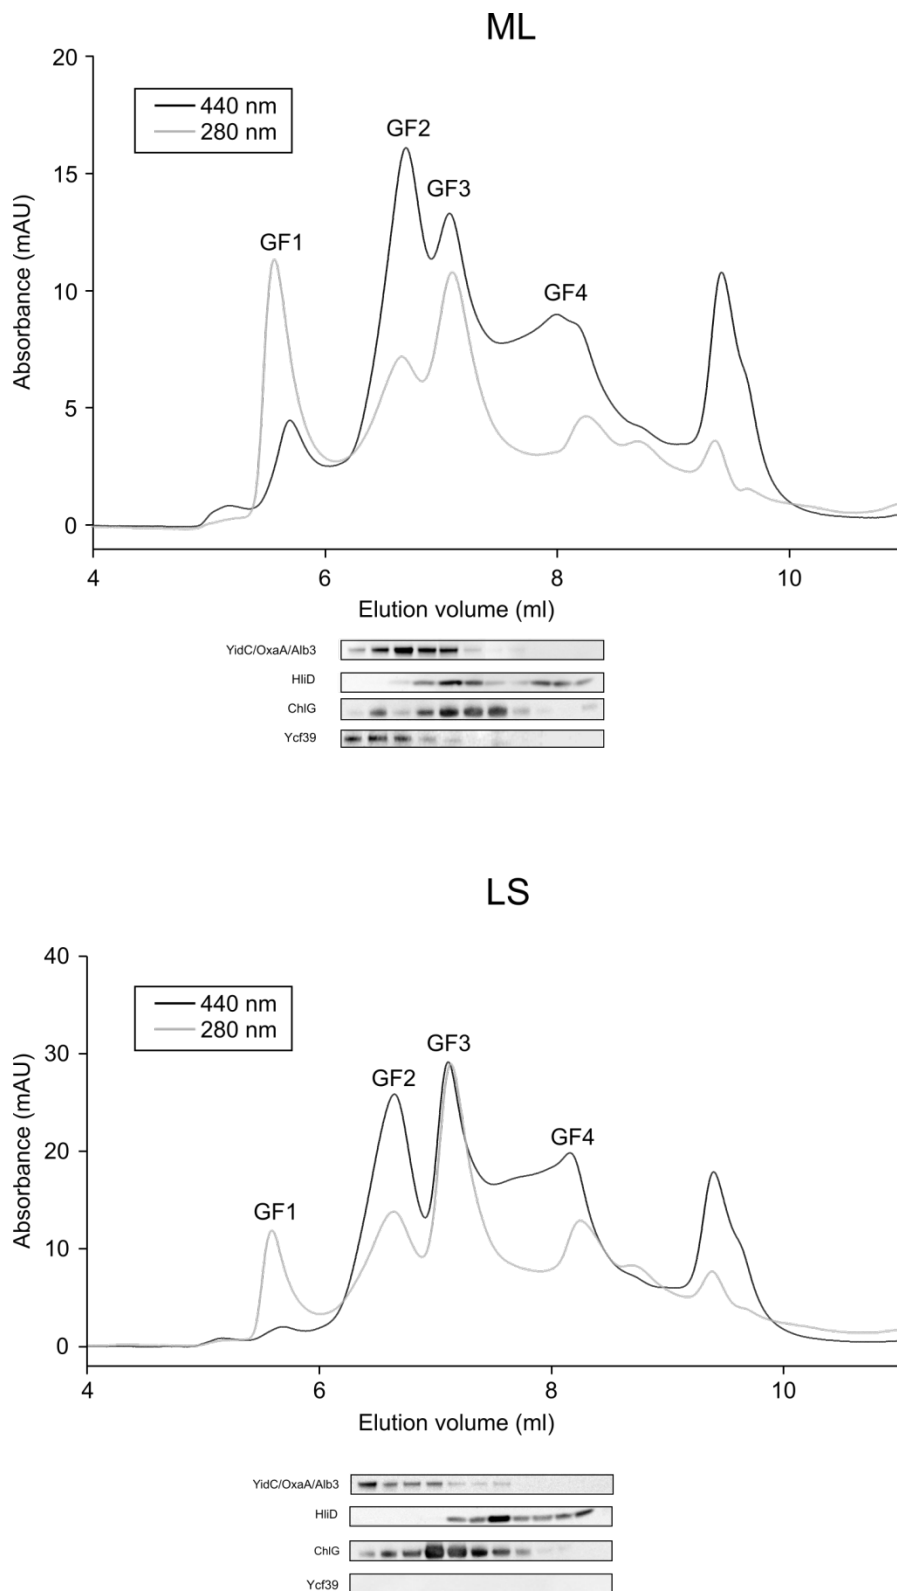 ML
20
15
10
5
0
Absorbance (mAU)
440 nm
280 nm
GF1
GF2
GF3
GF4
4
6
8
10
Elution volume (ml)
YidC/OxaA/Alb3
HliD
ChlG
Ycf39
LS
40
30
20
10
0
Absorbance (mAU)
440 nm
280 nm
GF1
GF2
GF3
GF4
4
6
8
10
Elution volume (ml)
YidC/OxaA/Alb3
HliD
ChlG
Ycf39